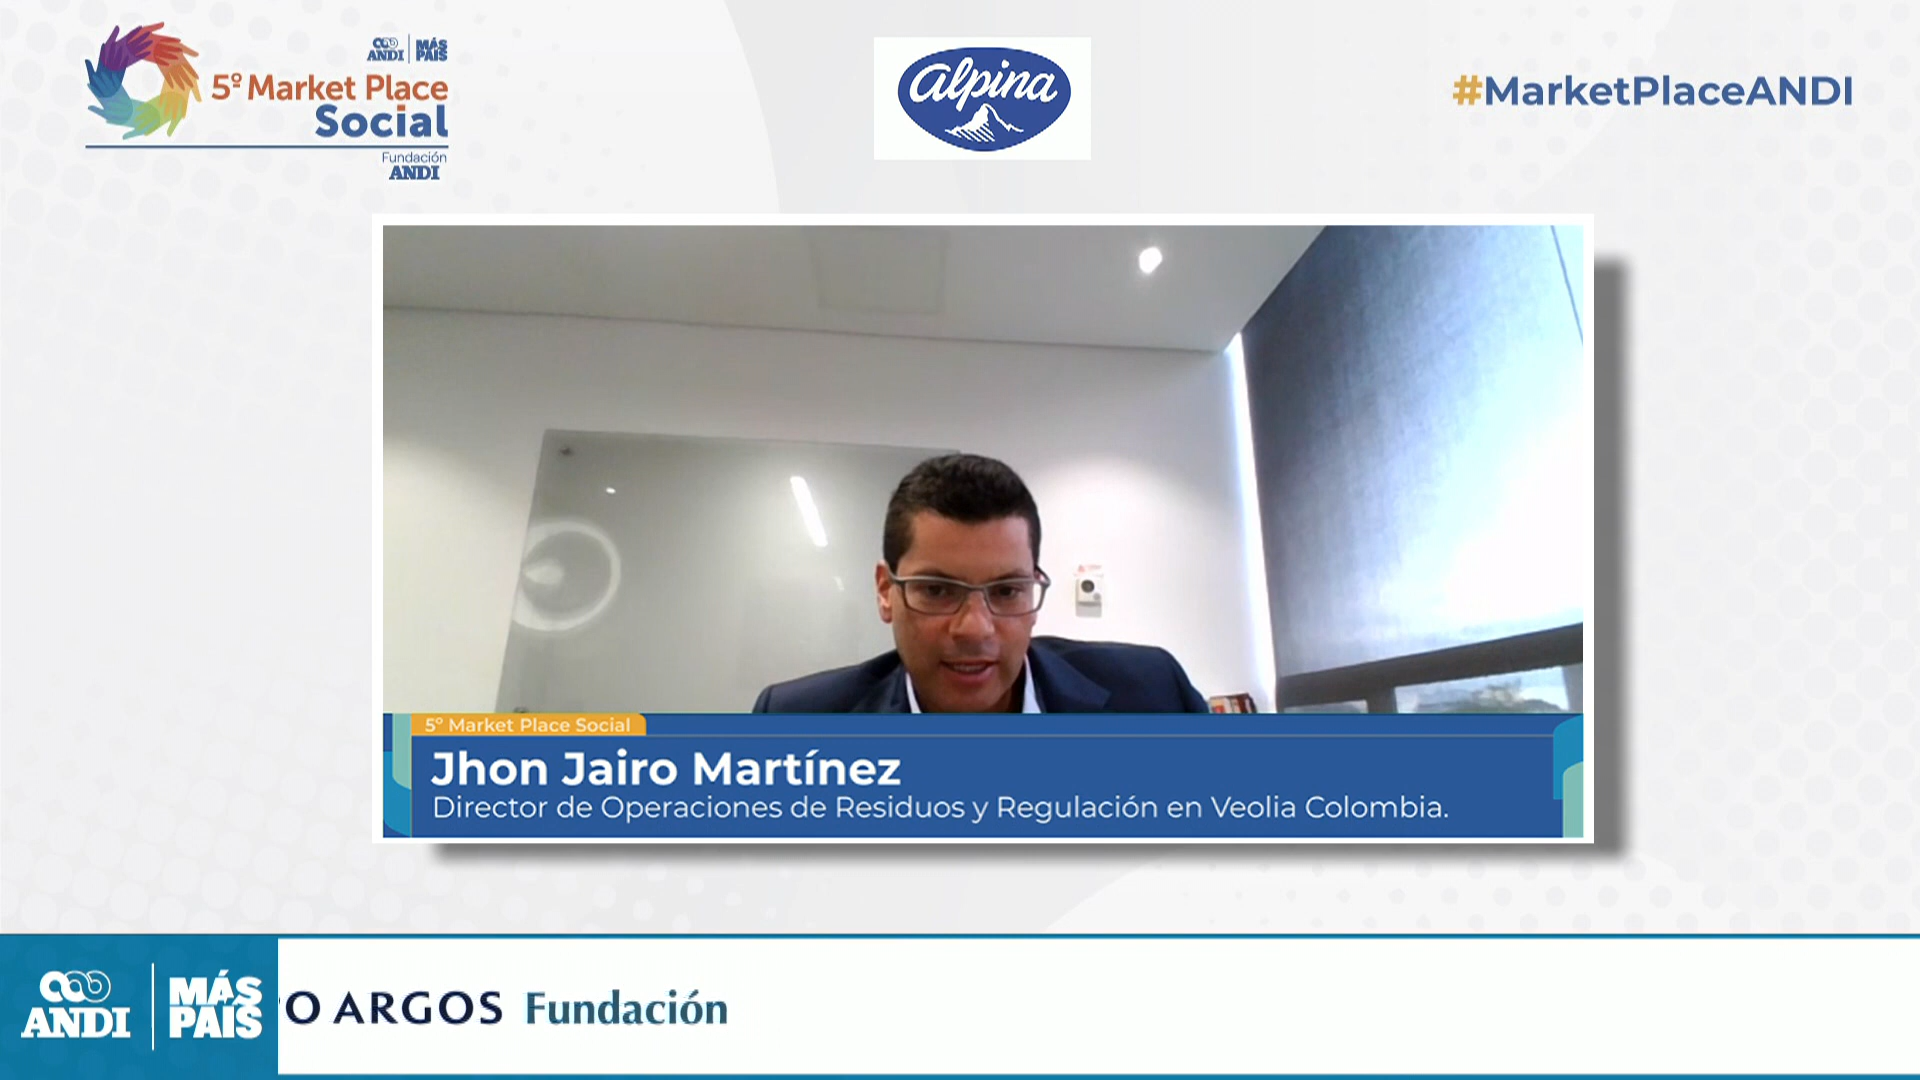 ANDI MÁS PAÍS
5º Market Place
Social
Fundación
ANDI
alpina
#MarketPlaceANDI
5º Market Place Social
Jhon Jairo Martínez
Director de Operaciones de Residuos y Regulación en Veolia Colombia.
ANDI MÁS PAÍS
O ARGOS Fundación